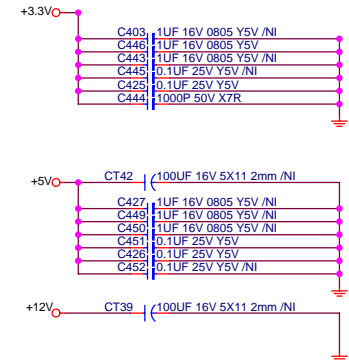 +3.3V
C403 1UF 16V 0805 Y5V /NI
C446 1UF 16V 0805 Y5V
C443 1UF 16V 0805 Y5V /NI
C445 0.1UF 25V Y5V /NI
C425 0.1UF 25V Y5V
C444 1000P 50V X7R
+5V
CT42 100UF 16V 5X11 2mm /NI
C427 1UF 16V 0805 Y5V /NI
C449 1UF 16V 0805 Y5V /NI
C450 1UF 16V 0805 Y5V /NI
C451 0.1UF 25V Y5V
C426 0.1UF 25V Y5V
C452 0.1UF 25V Y5V /NI
+12V
CT39 100UF 16V 5X11 2mm /NI